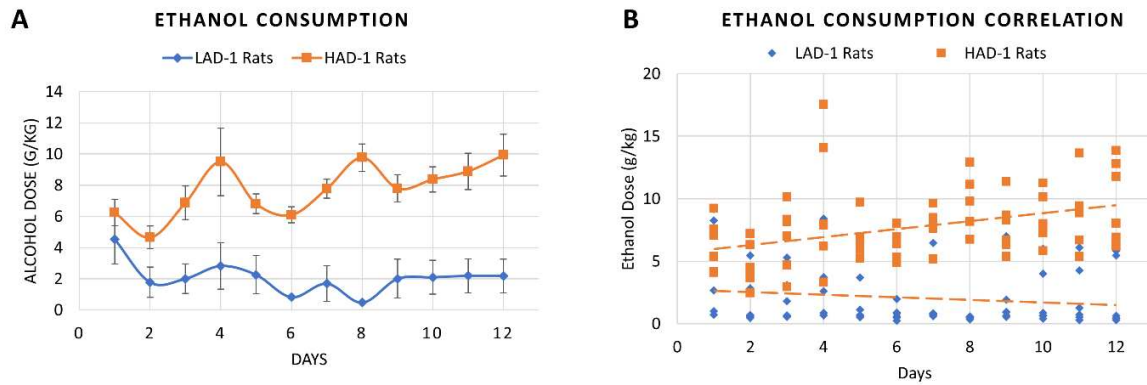 A
ETHANOL CONSUMPTION
LAD-1 Rats HAD-1 Rats
ALCOHOL DOSE (G/KG)
14
12
10
8
6
4
2
0
0 2 4 6 8 10 12
DAYS
B
ETHANOL CONSUMPTION CORRELATION
LAD-1 Rats HAD-1 Rats
Ethanol Dose (g/kg)
20
15
10
5
0
0 2 4 6 8 10 12
Days